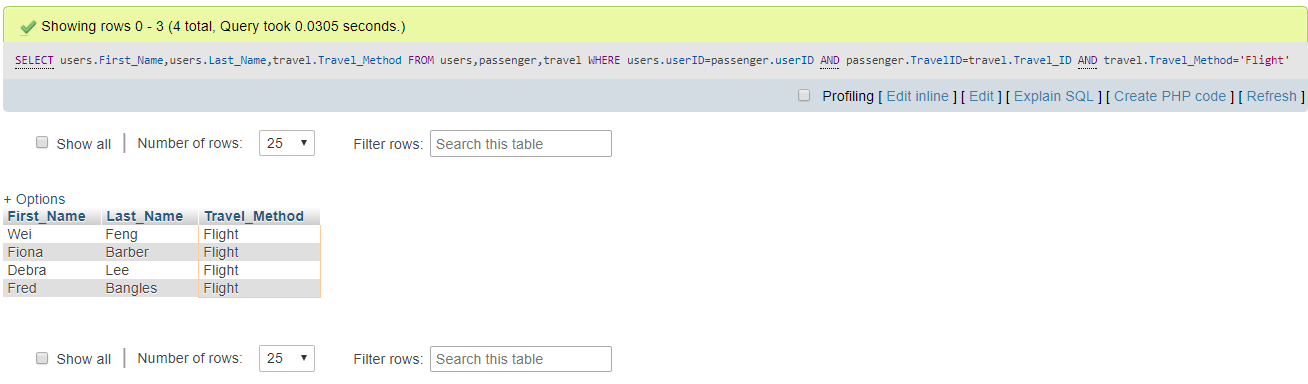 Showing rows 0 - 3 (4 total, Query took 0.0305 seconds.)
SELECT users.First_Name,users.Last_Name,travel.Travel_Method FROM users,passenger,travel WHERE users.userID=passenger.userID AND passenger.TravelID=travel.Travel_ID AND travel.Travel_Method='Flight'
Profiling [ Edit inline ] [ Edit ] [ Explain SQL ] [ Create PHP code ] [ Refresh ]
Show all | Number of rows: 25 Filter rows: Search this table
+ Options
First_Name Last_Name Travel_Method
Wei Feng Flight
Fiona Barber Flight
Debra Lee Flight
Fred Bangles Flight
Show all | Number of rows: 25 Filter rows: Search this table